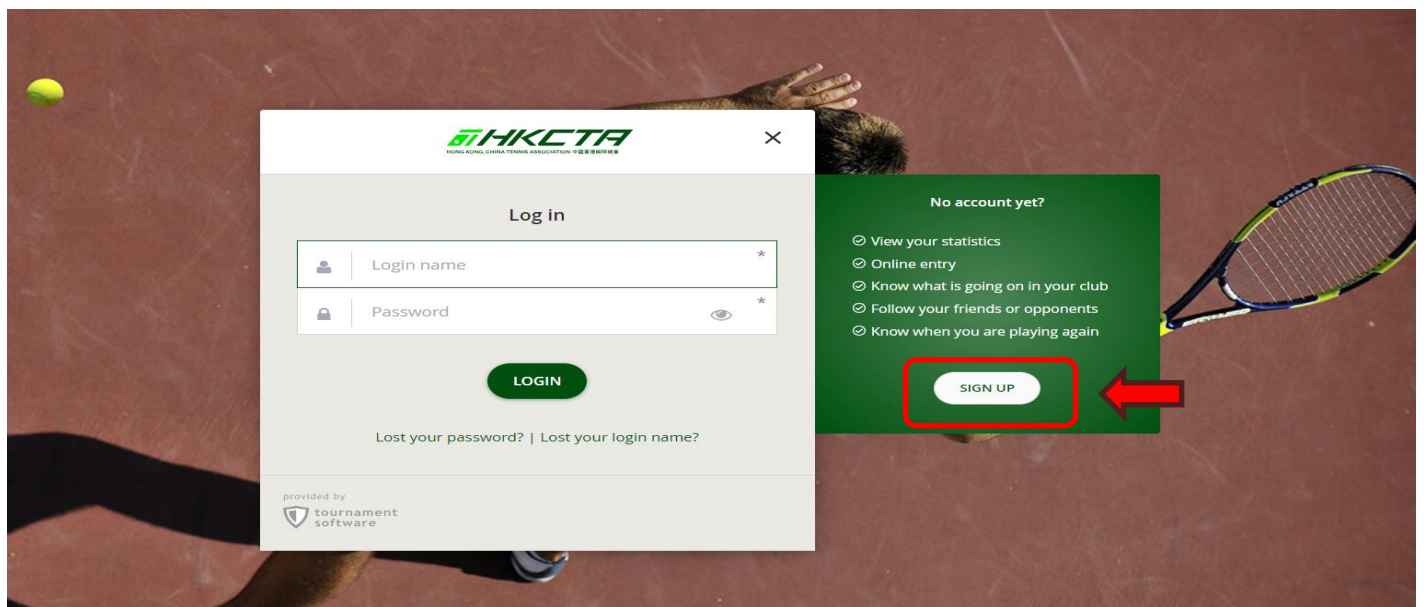 HKCTA
HONG KONG, CHINA TENNIS ASSOCIATION 中國香港網球總會
Log in
Login name *
Password *
LOGIN
Lost your password? | Lost your login name?
provided by
tournament
software
No account yet?
View your statistics
Online entry
Know what is going on in your club
Follow your friends or opponents
Know when you are playing again
SIGN UP